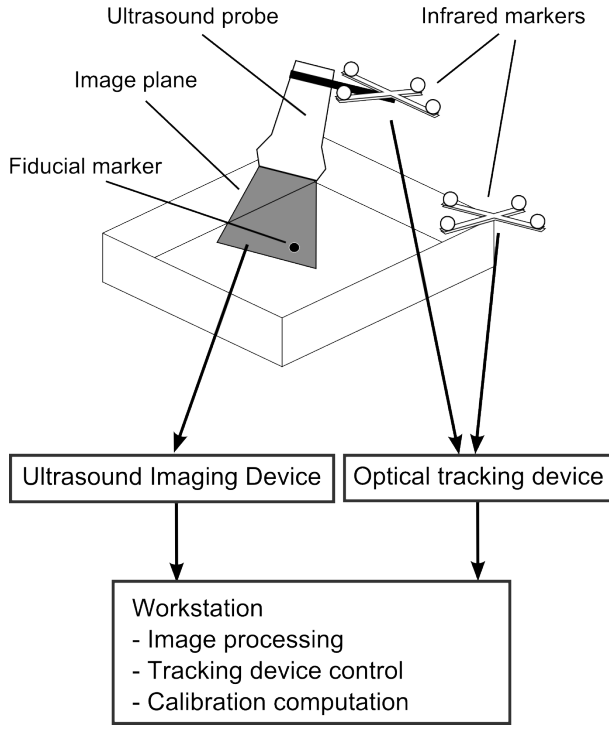 Ultrasound probe
Infrared markers
Image plane
Fiducial marker
Ultrasound Imaging Device
Optical tracking device
Workstation
- Image processing
- Tracking device control
- Calibration computation